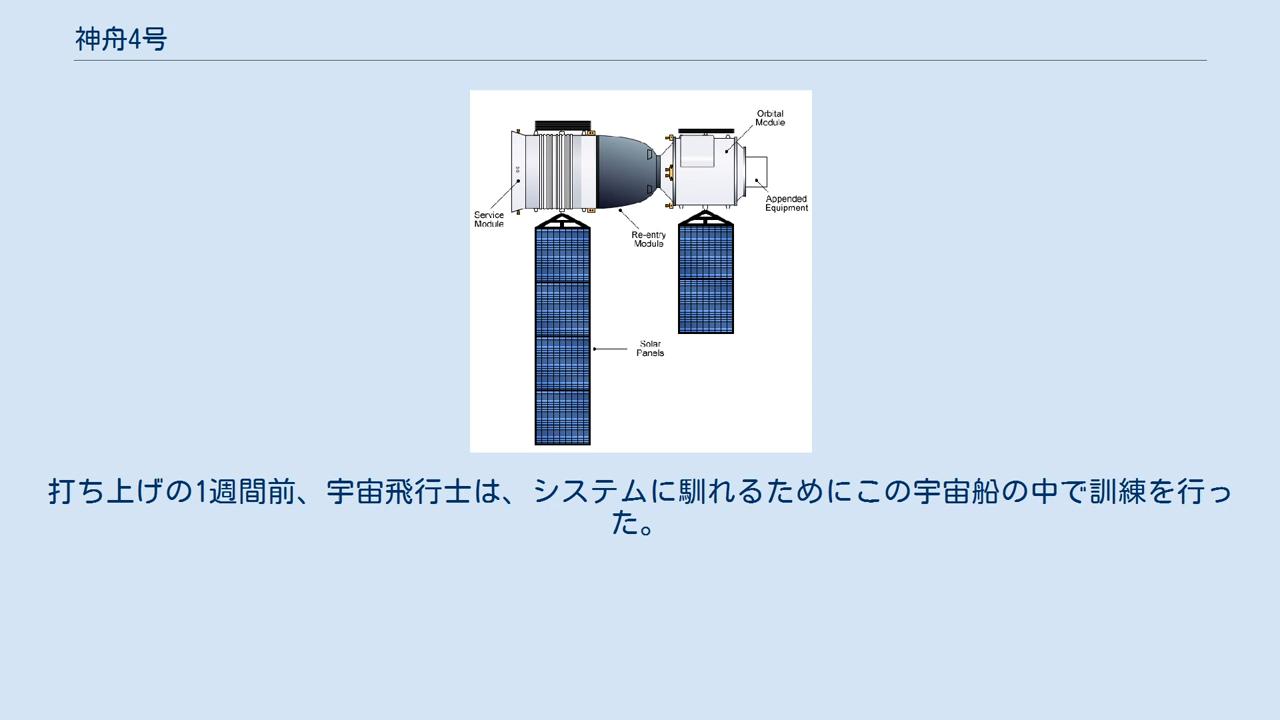 神舟4号
Orbital
Module
Service
Module
Re-entry
Module
Appended
Equipment
Solar
Panels
打ち上げの1週間前、宇宙飛行士は、システムに馴れるためにこの宇宙船の中で訓練を行っ
た。